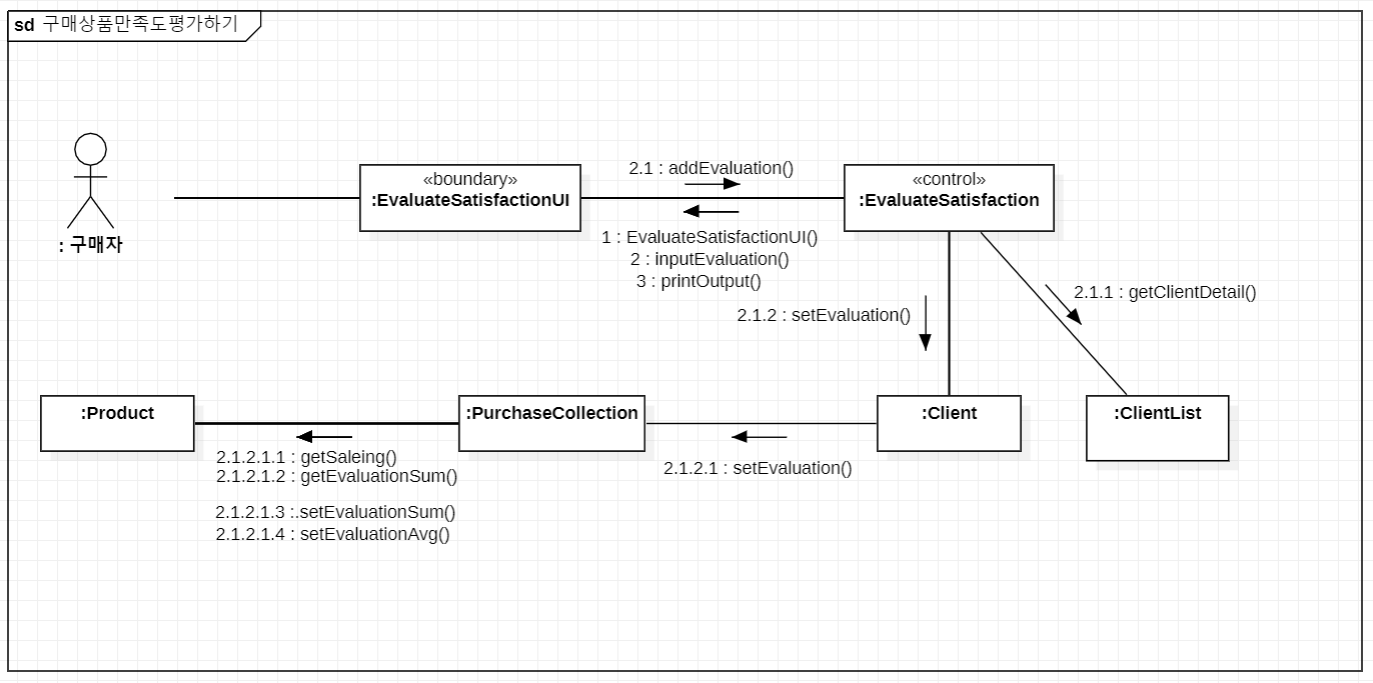 sd 구매상품만족도평가하기
: 구매자
«boundary»
:EvaluateSatisfactionUI
2.1 : addEvaluation()
1 : EvaluateSatisfactionUI()
2 : inputEvaluation()
3 : printOutput()
«control»
:EvaluateSatisfaction
2.1.2 : setEvaluation()
2.1.1 : getClientDetail()
:Product
2.1.2.1.1 : getSaleing()
2.1.2.1.2 : getEvaluationSum()
2.1.2.1.3 :.setEvaluationSum()
2.1.2.1.4 : setEvaluationAvg()
:PurchaseCollection
2.1.2.1 : setEvaluation()
:Client
:ClientList